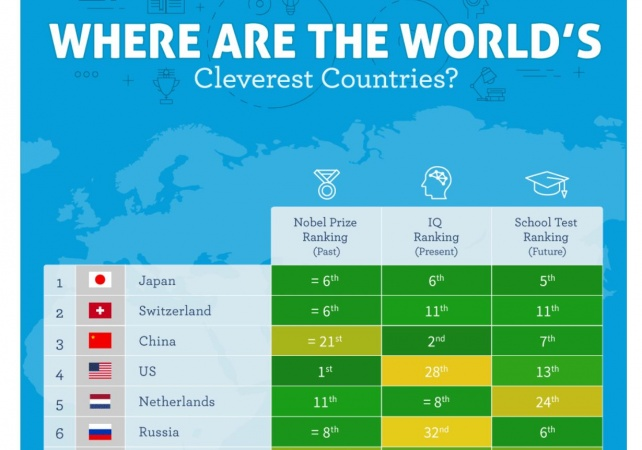 WHERE ARE THE WORLD'S
Cleverest Countries?
Nobel Prize Ranking (Past) IQ Ranking (Present) School Test Ranking (Future)
1 Japan = 6th 6th 5th
2 Switzerland = 6th 11th 11th
3 China = 21st 2nd 7th
4 US 1st 28th 13th
5 Netherlands 11th = 8th 24th
6 Russia = 8th 32nd 6th